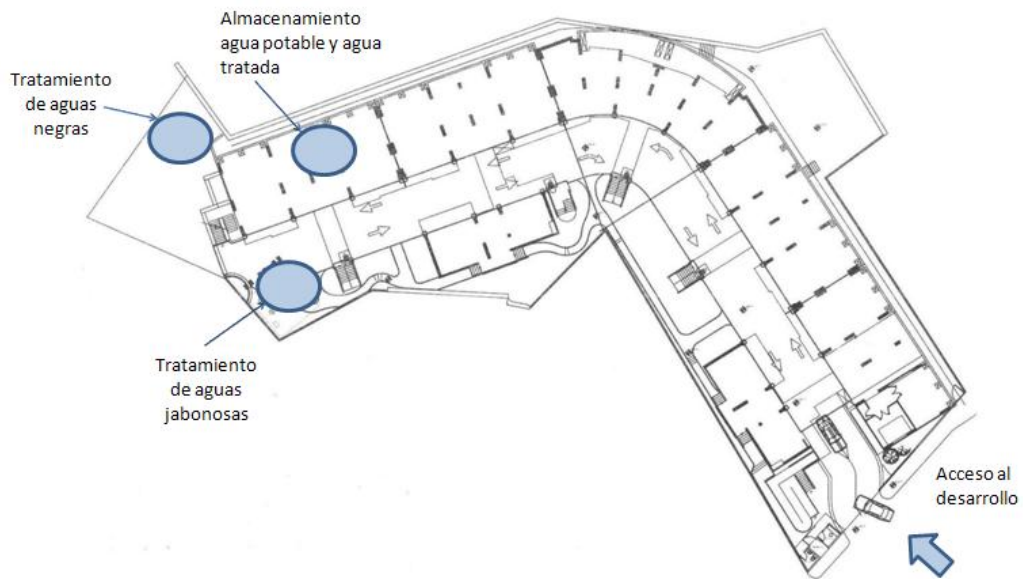 Almacenamiento
agua potable y agua
tratada
Tratamiento
de aguas
negras
Tratamiento
de aguas
jabonosas
Acceso al
desarrollo